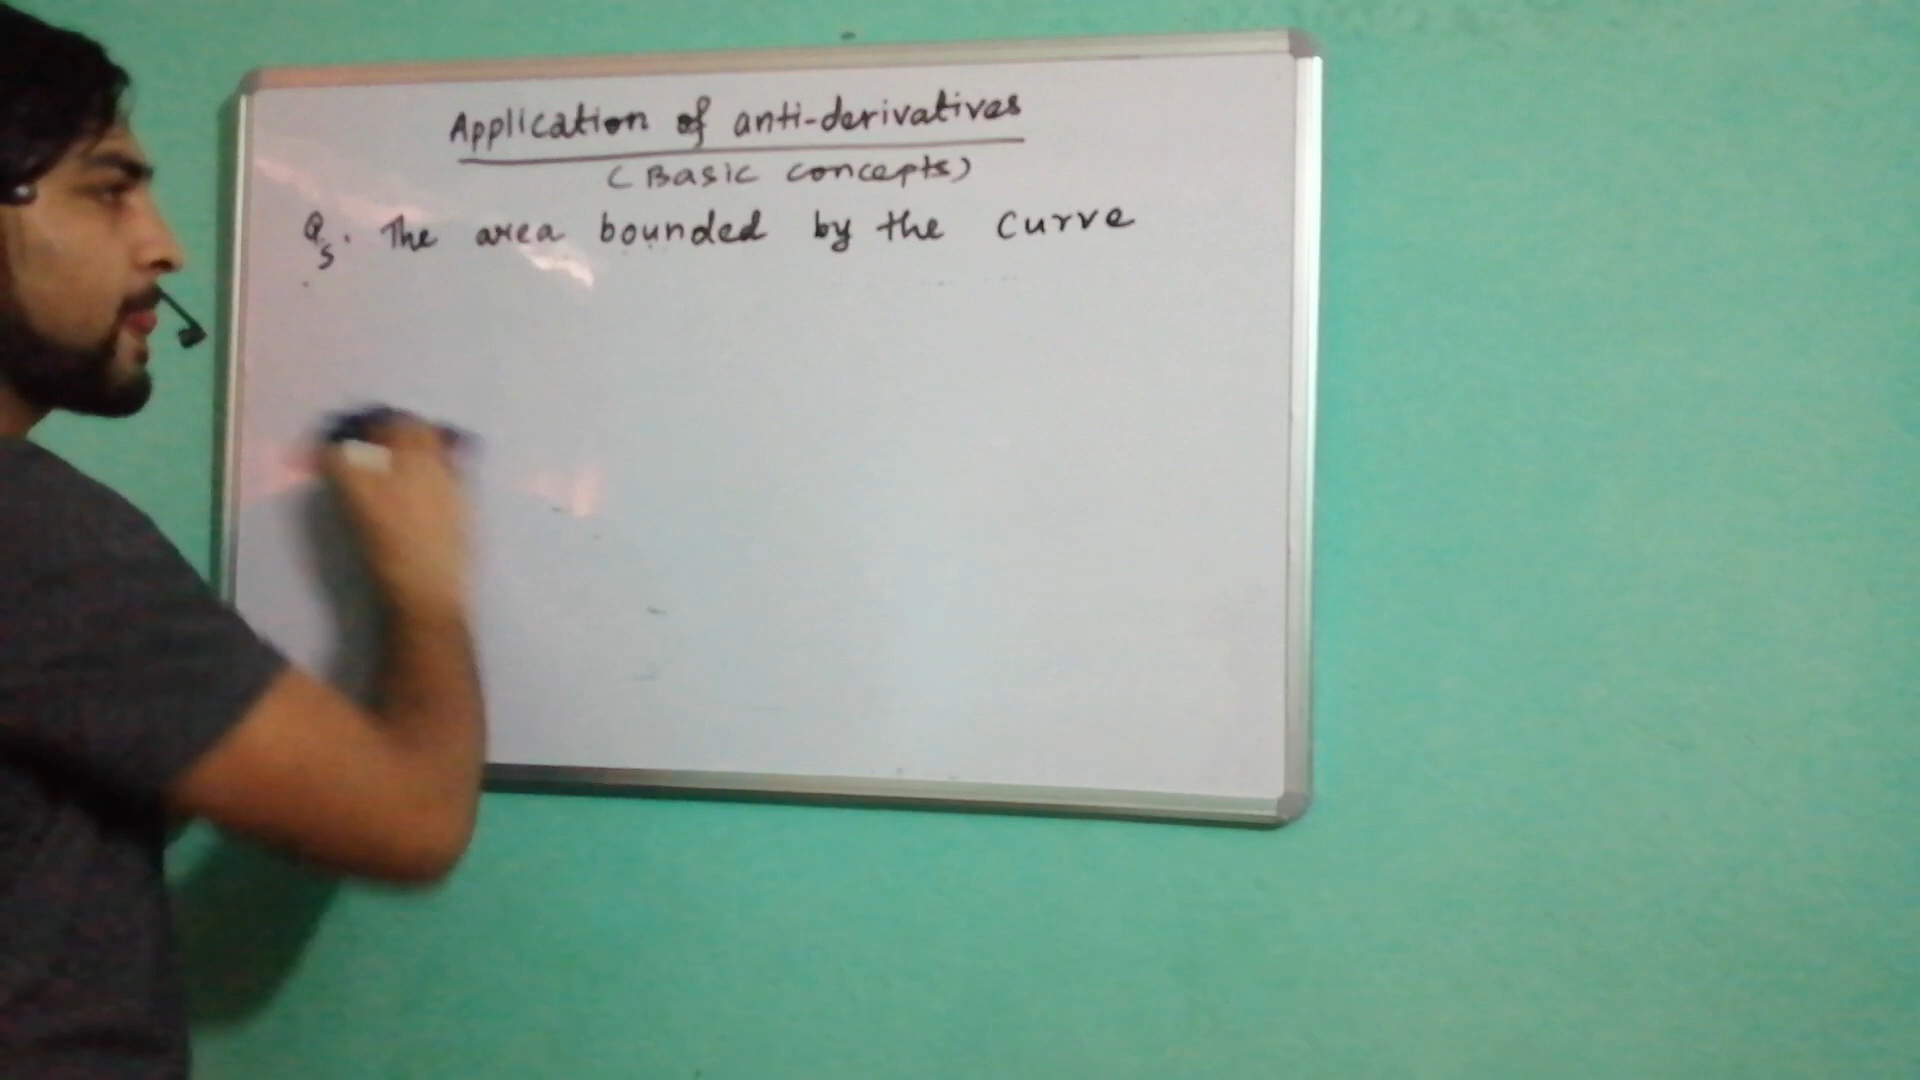 Application of anti-derivatives
(Basic concepts)
Q5. The area bounded by the curve